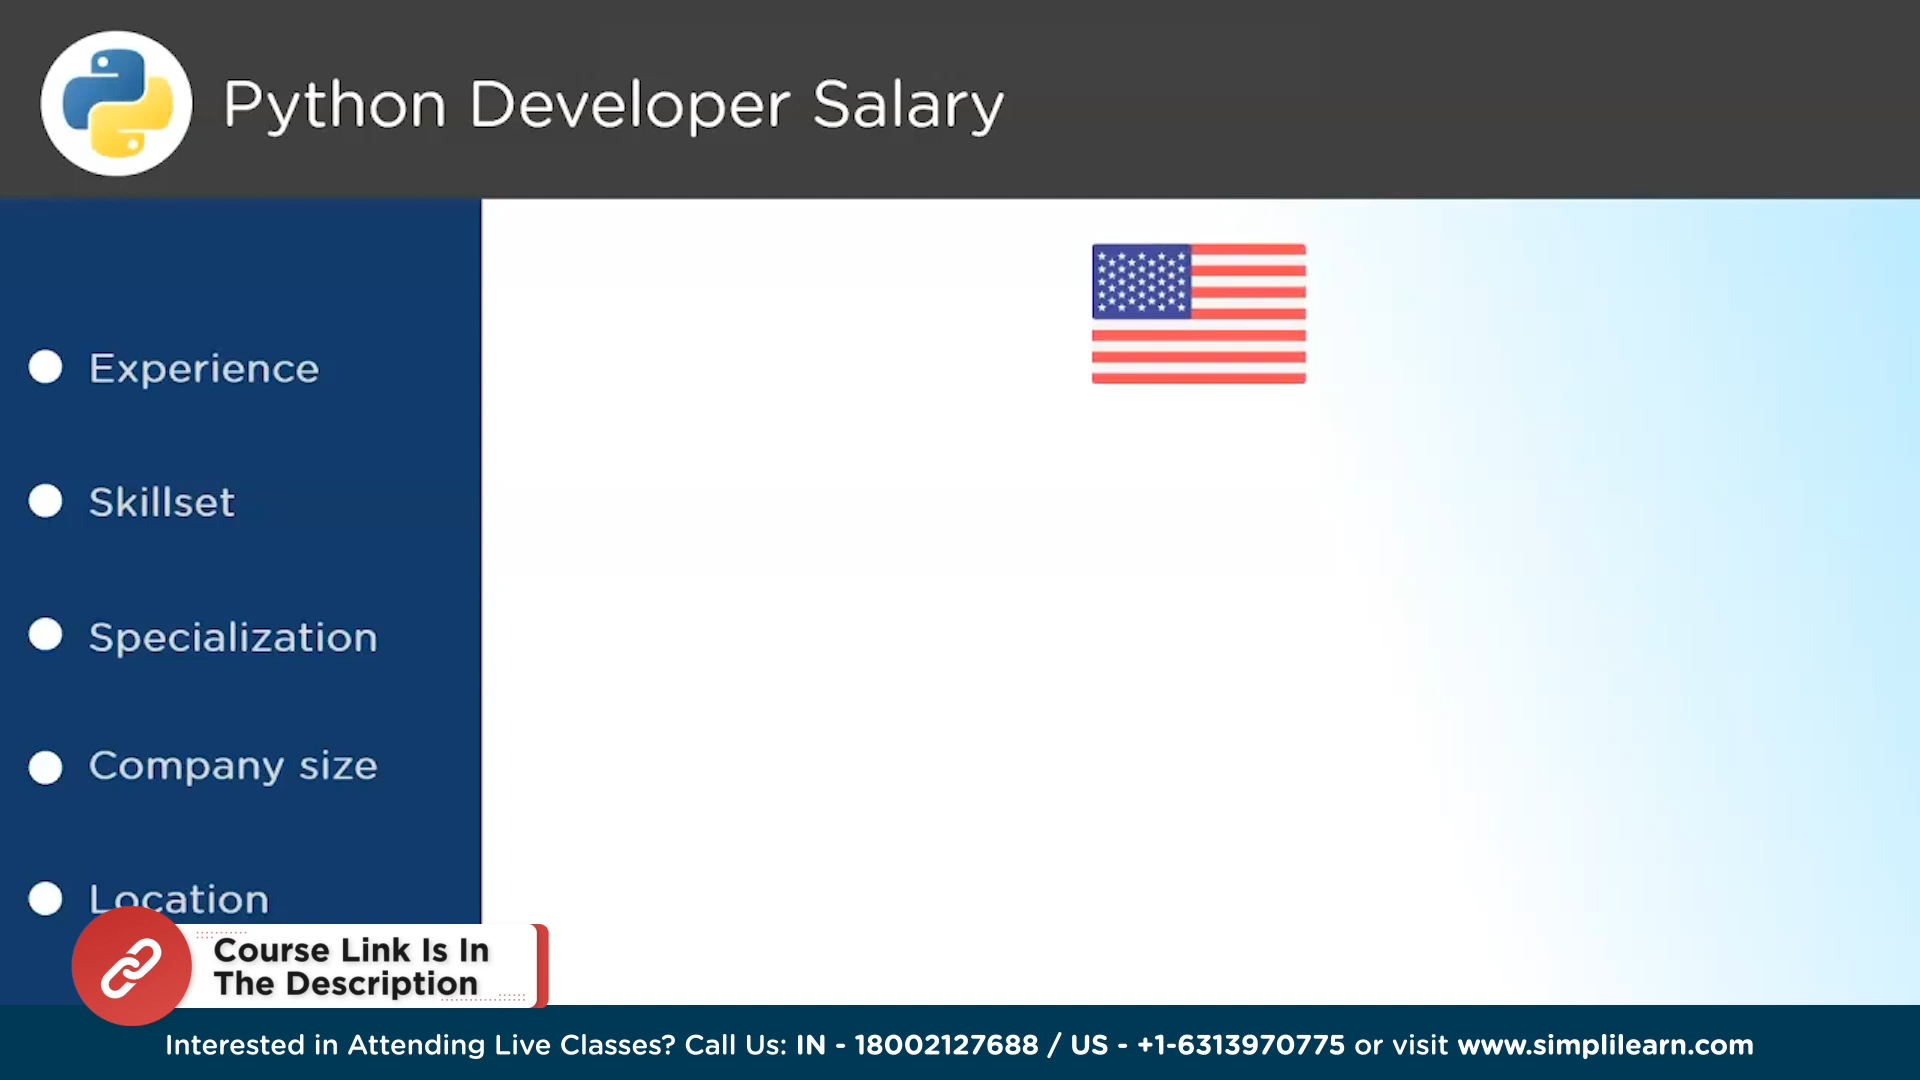 Python Developer Salary
Experience
Skillset
Specialization
Company size
Location
Course Link Is In
The Description
Interested in Attending Live Classes? Call Us: IN - 18002127688 / US - +1-6313970775 or visit www.simplilearn.com